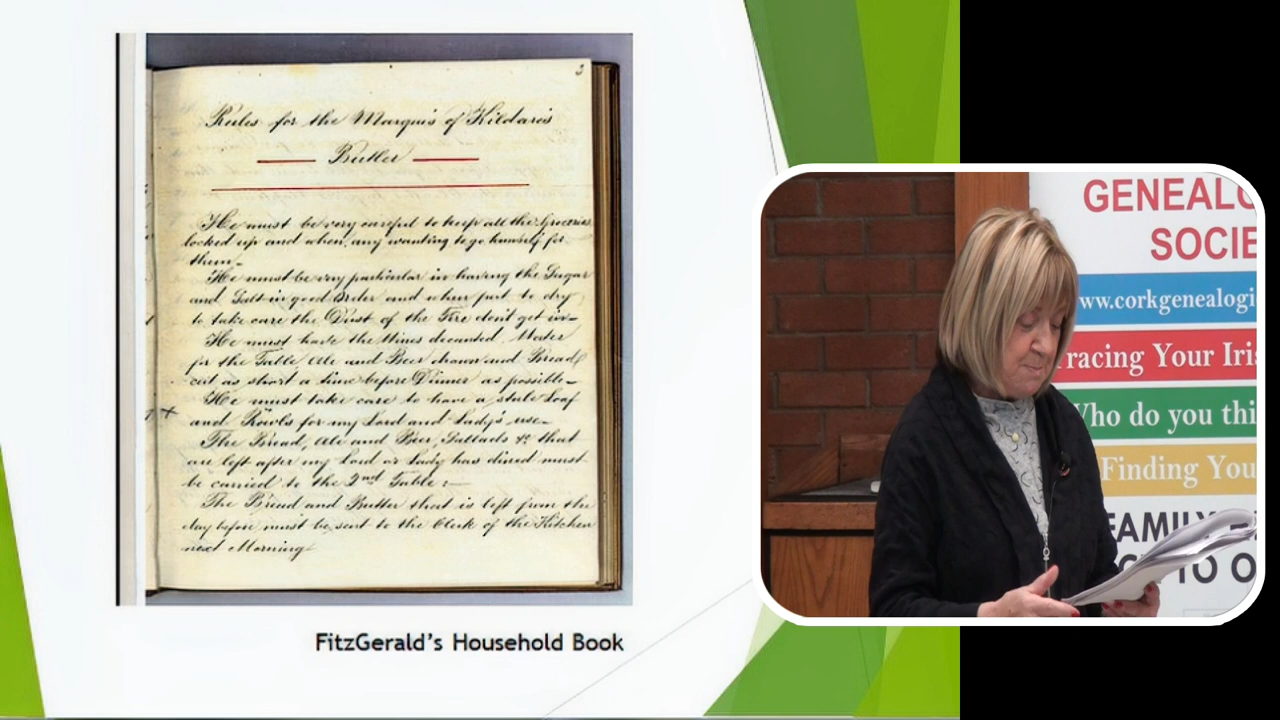 3
Rules for the Marquis of Kildare's
Butler
He must be very careful to keep all the Groceries
locked up and when any wanting to go himself for
them.
He must be very particular in having the Sugar
and Salt in good Order and when put to dry
to take care the Dust of the Fire don't get in
He must have the Wines decanted, Water
for the Table Ale and Beer drawn and Bread
cut as short a time before Dinner as possible
He must take care to have a stale Loaf
and Rowls for my Lord and Lady's use
The Bread, Ale and Beer, Sallads &c that
are left after my Lord or Lady has dined must
be carried to the 2nd Table:
The Bread and Butter that is left from the
day before must be sent to the Clerk of the Kitchen
next Morning
FitzGerald's Household Book
GENEALO
SOCIE
www.corkgenealogi
racing Your Iris
Who do you thi
Finding You
FAMILY
TO O